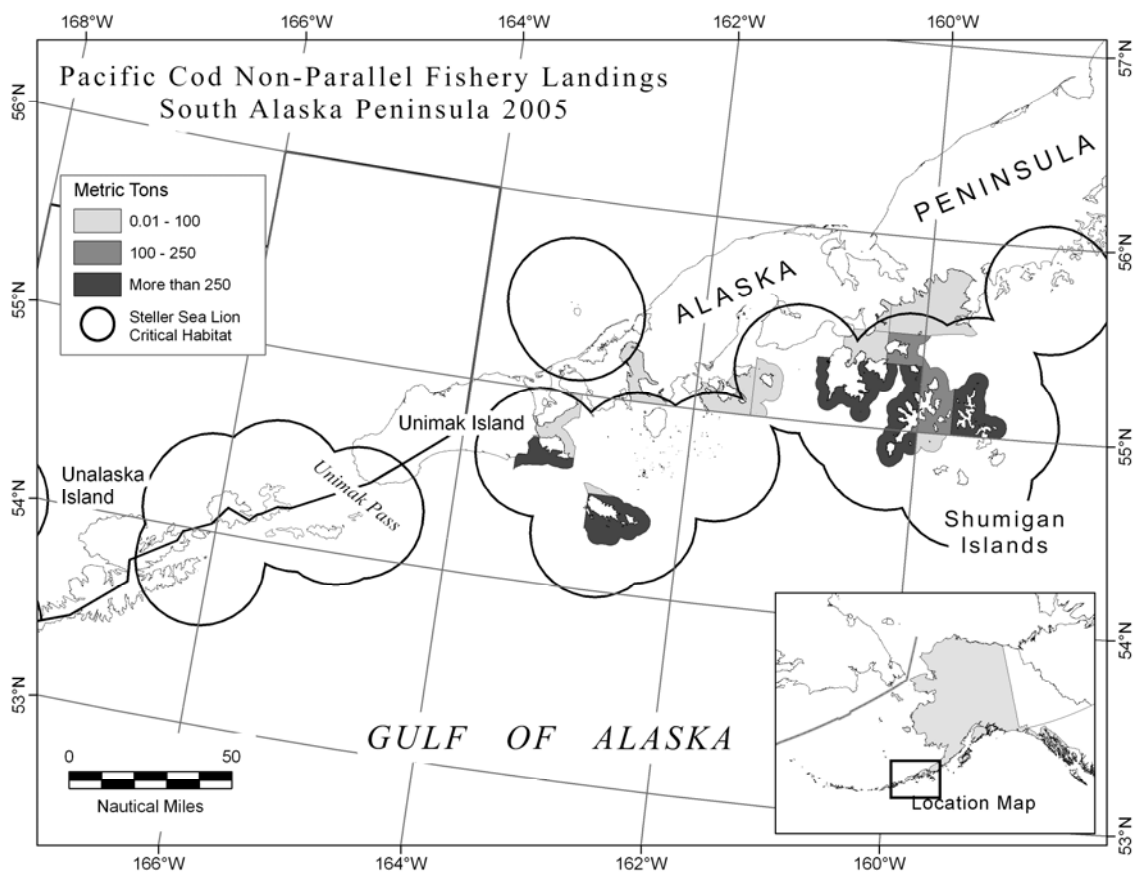 168°W
166°W
164°W
162°W
160°W
Pacific Cod Non-Parallel Fishery Landings
South Alaska Peninsula 2005
57°N
56°N
56°N
55°N
55°N
54°N
54°N
53°N
53°N
Metric Tons
0.01 - 100
100 - 250
More than 250
Steller Sea Lion
Critical Habitat
ALASKA
PENINSULA
Unimak Island
Unalaska
Island
Unimak Pass
Shumigan
Islands
GULF OF ALASKA
0
50
Nautical Miles
Location Map
166°W
164°W
162°W
160°W